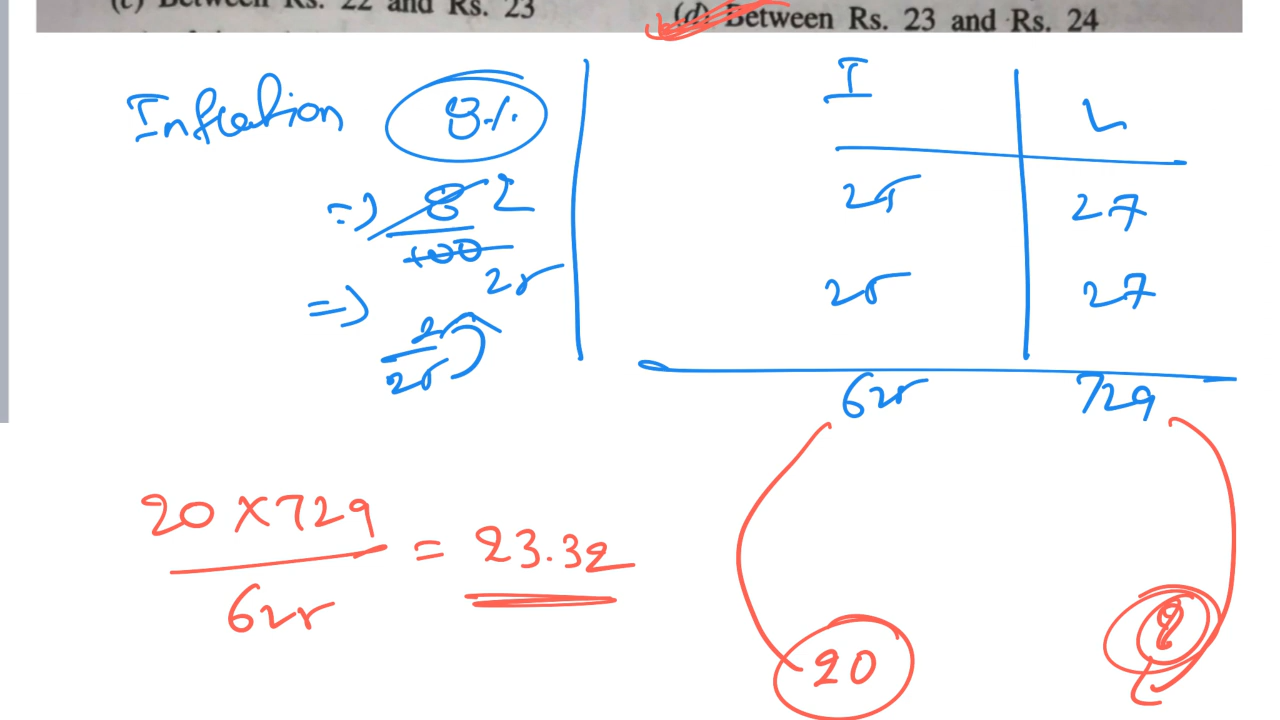 (c) Between Rs. 22 and Rs. 23
(d) Between Rs. 23 and Rs. 24
Inflation 8%
I L
=> 8 2
100
25
25 27
=> 2
25
25 27
625 729
20 × 729
625
= 23.32
20 ?